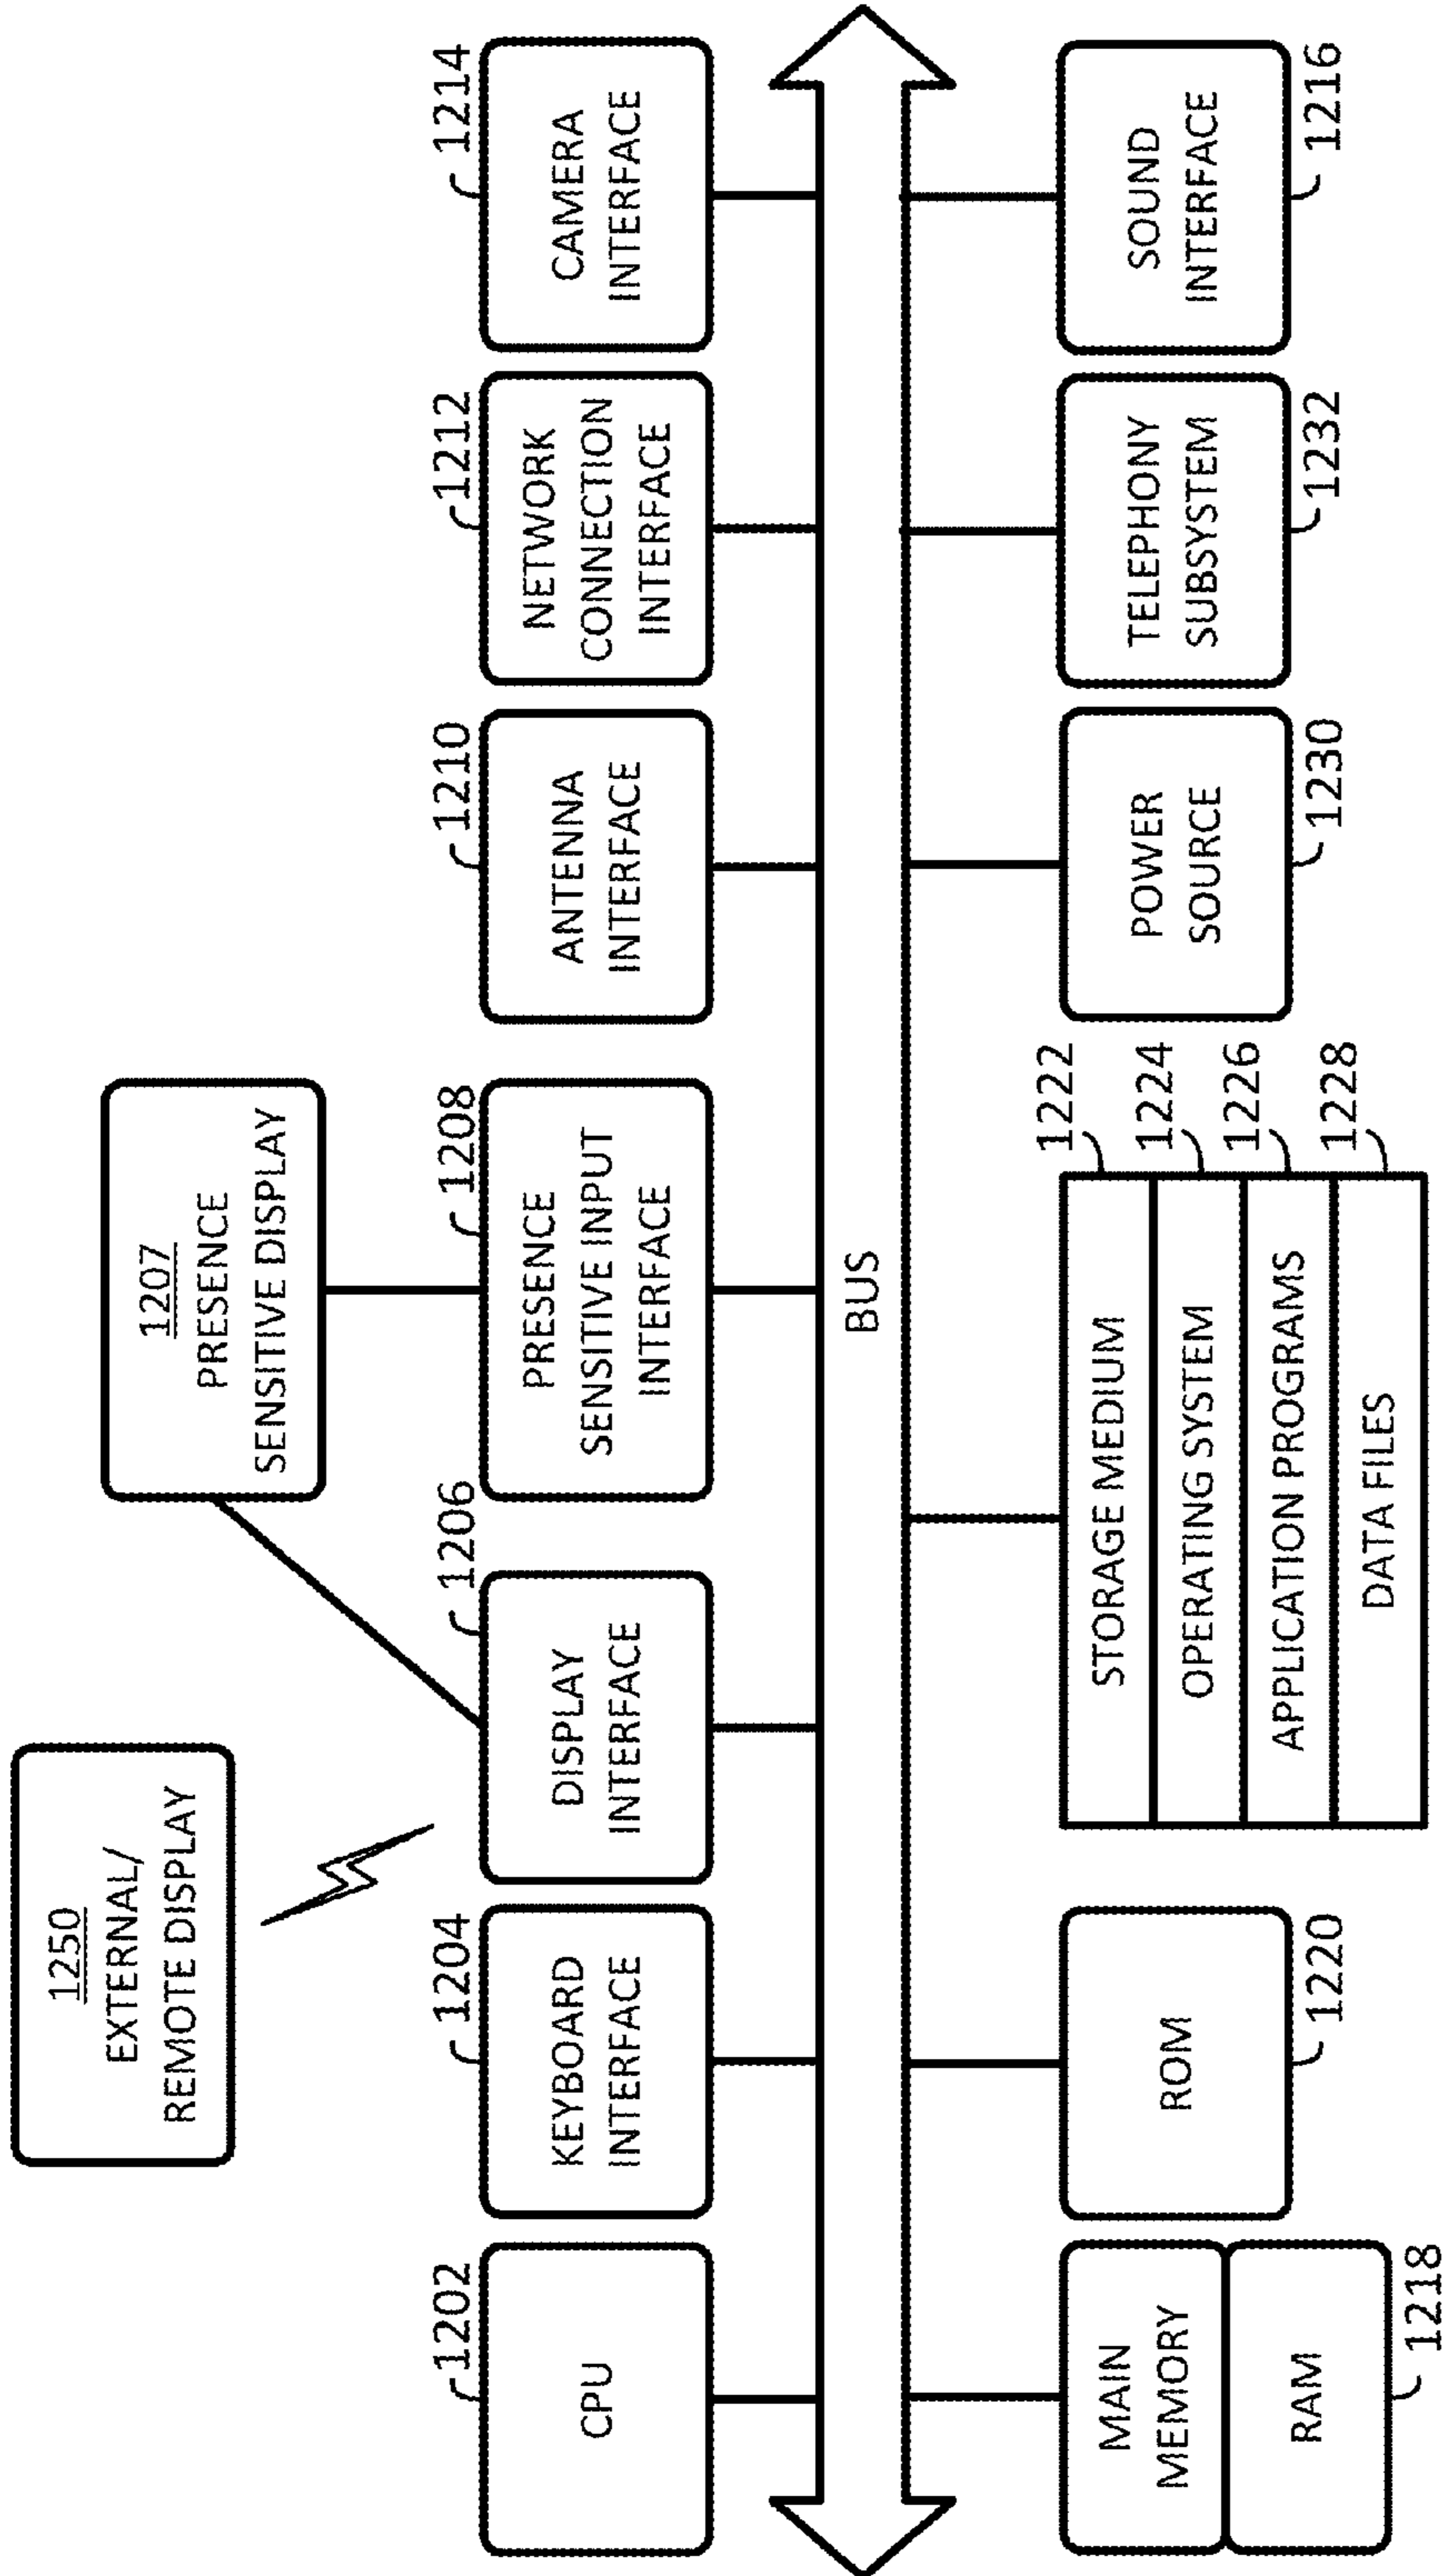 1250
EXTERNAL/
REMOTE DISPLAY
1207
PRESENCE
SENSITIVE DISPLAY
1202
CPU
1204
KEYBOARD
INTERFACE
1206
DISPLAY
INTERFACE
1208
PRESENCE
SENSITIVE INPUT
INTERFACE
1210
ANTENNA
INTERFACE
1212
NETWORK
CONNECTION
INTERFACE
1214
CAMERA
INTERFACE
BUS
MAIN
MEMORY
RAM
1218
ROM
1220
STORAGE MEDIUM
1222
OPERATING SYSTEM
1224
APPLICATION PROGRAMS
1226
DATA FILES
1228
POWER
SOURCE
1230
TELEPHONY
SUBSYSTEM
1232
SOUND
INTERFACE
1216